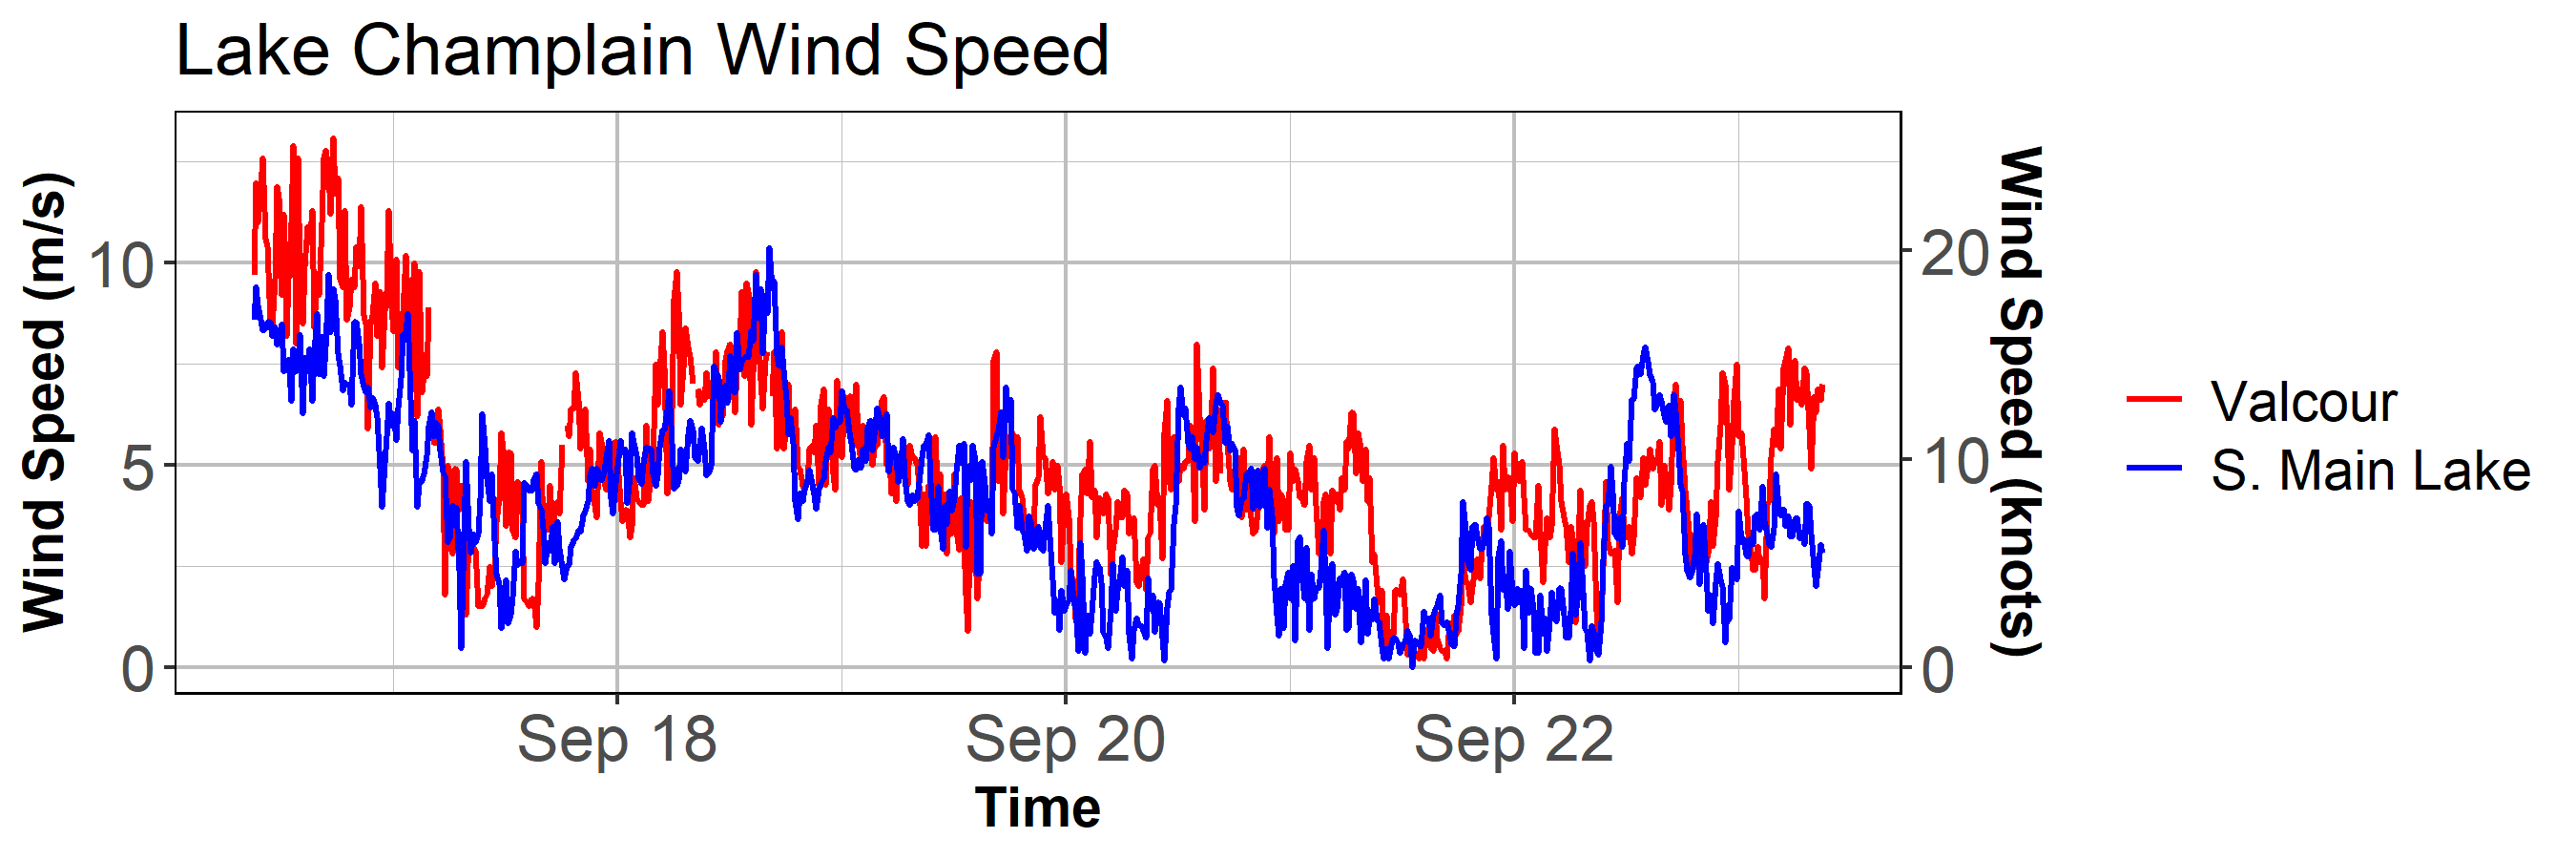 Lake Champlain Wind Speed
Wind Speed (m/s)
10
5
0
20
10
0
Wind Speed (knots)
Valcour
S. Main Lake
Sep 18
Sep 20
Sep 22
Time